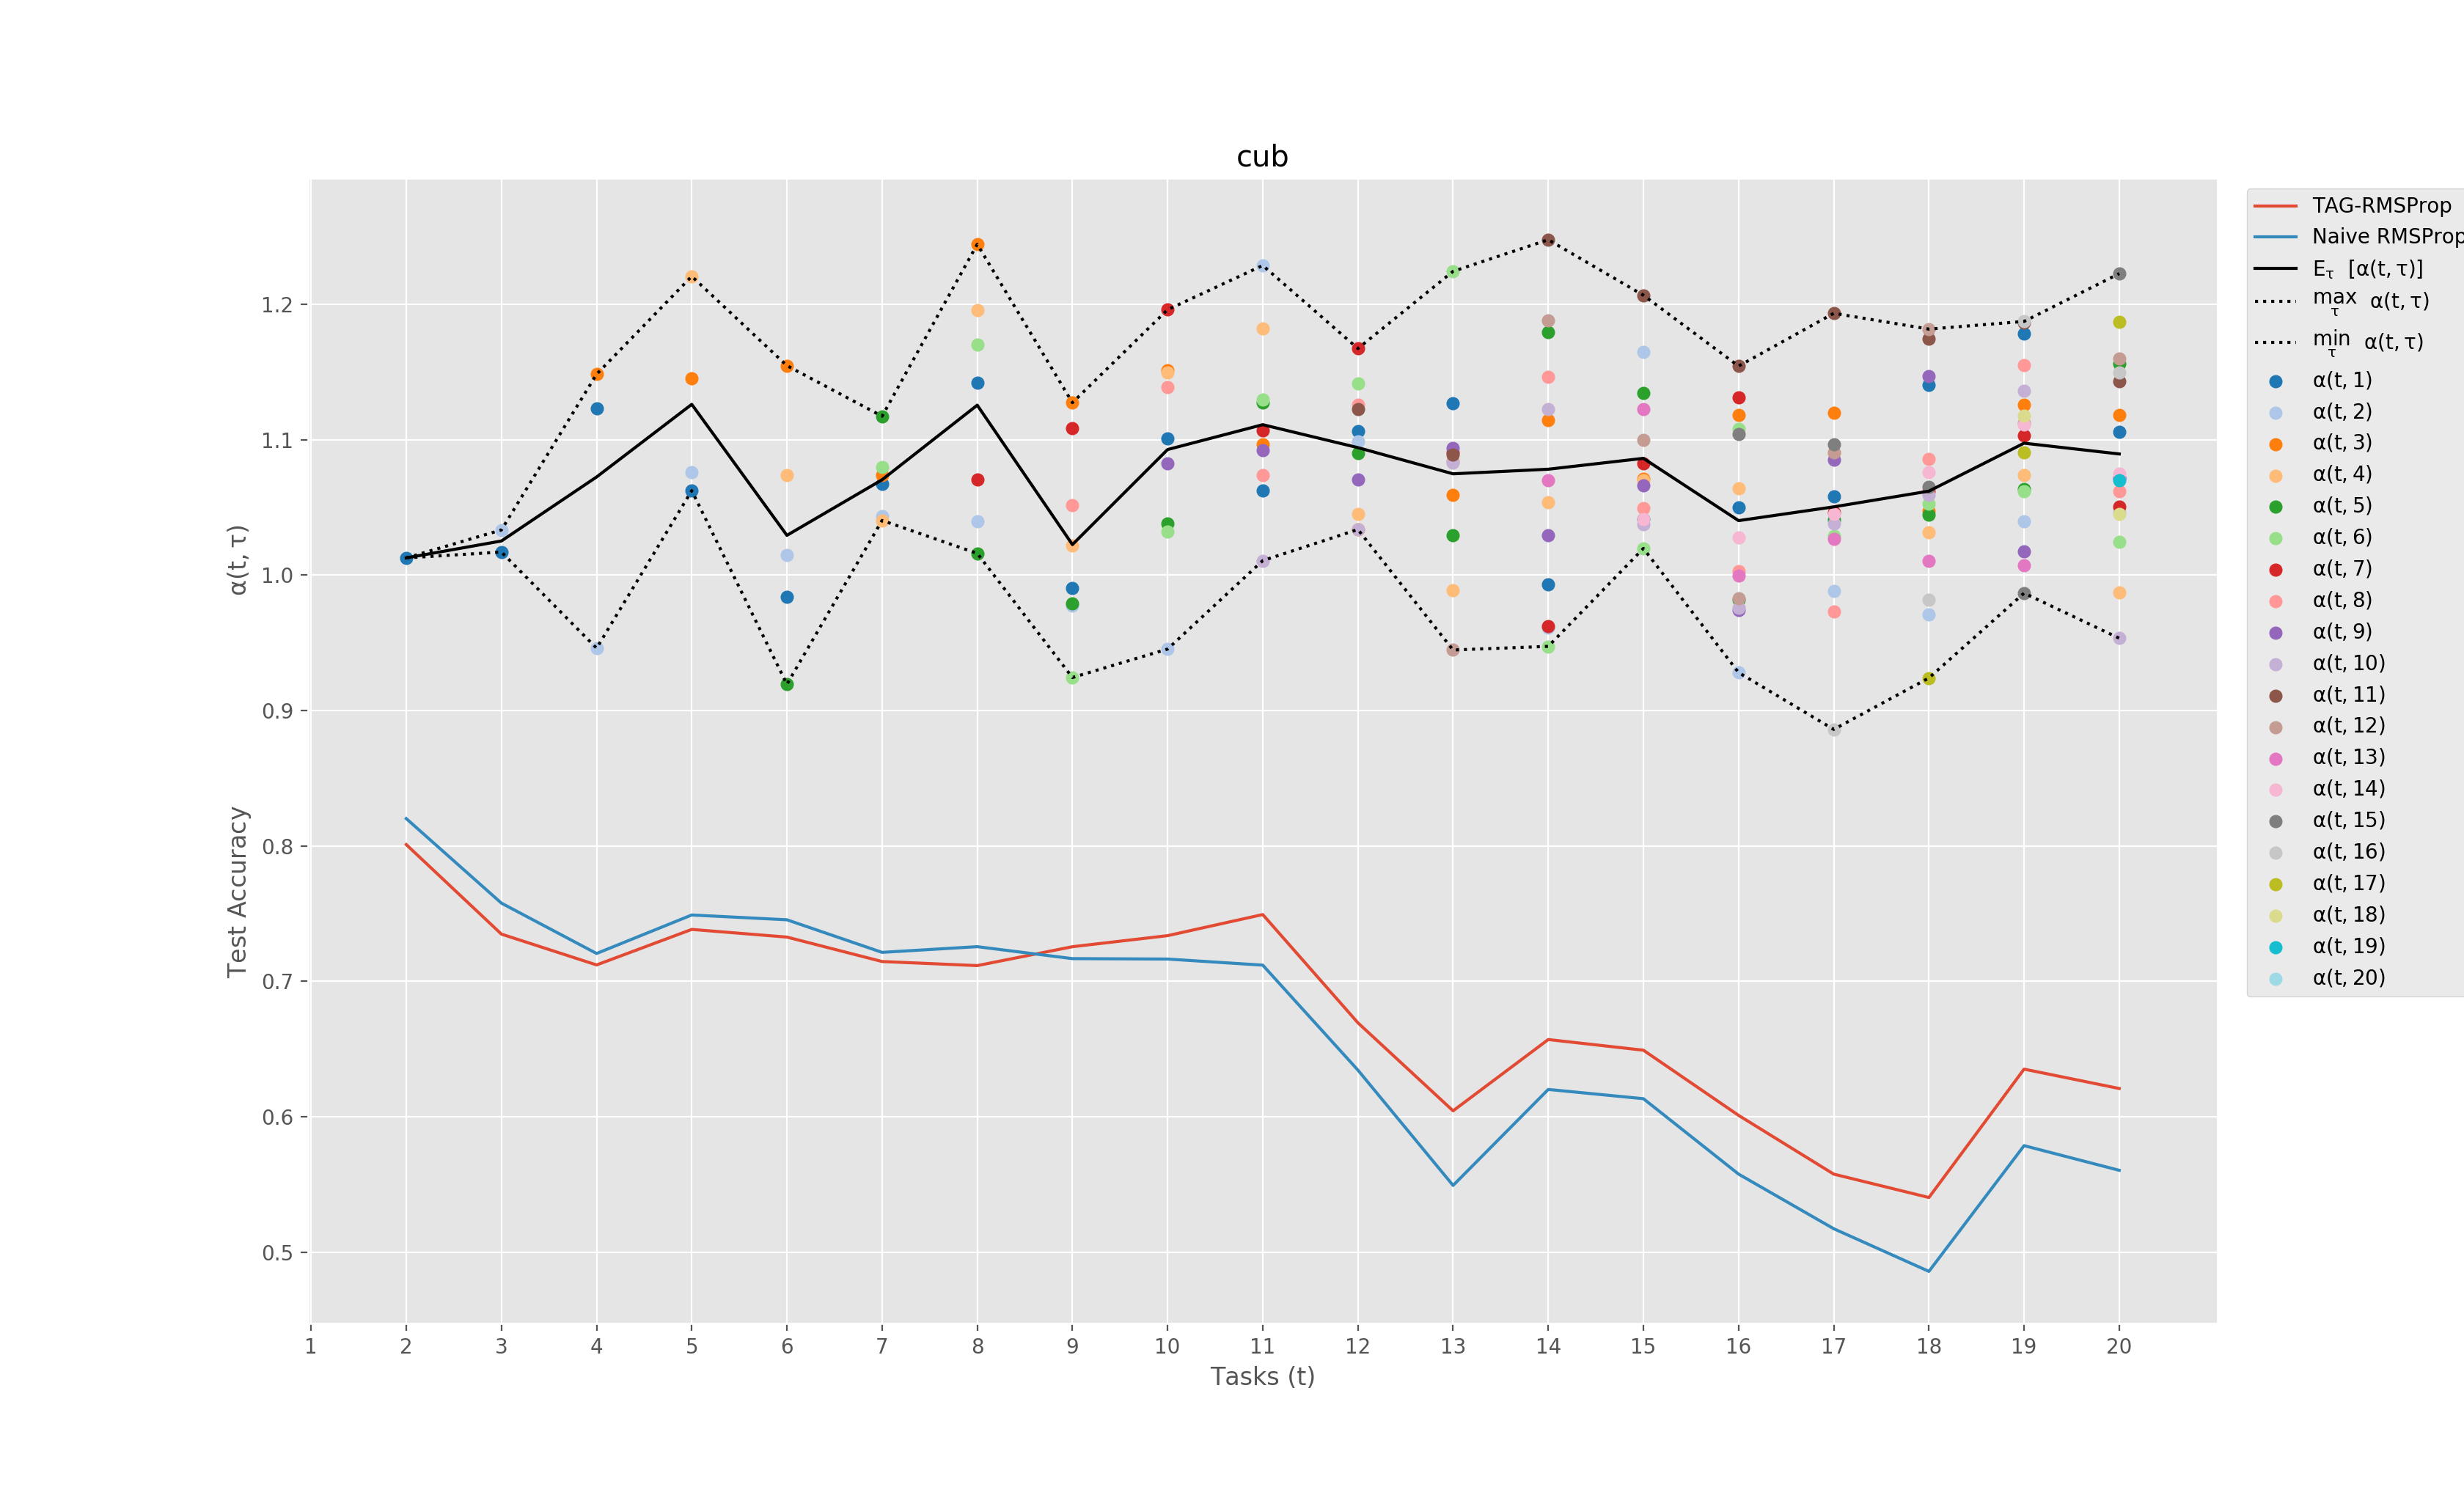 cub
α(t, τ)
Test Accuracy
1.2
1.1
1.0
0.9
0.8
0.7
0.6
0.5
1 2 3 4 5 6 7 8 9 10 11 12 13 14 15 16 17 18 19 20
Tasks (t)
TAG-RMSProp
Naive RMSProp
Eτ [α(t, τ)]
max α(t, τ)
τ
min α(t, τ)
τ
α(t, 1)
α(t, 2)
α(t, 3)
α(t, 4)
α(t, 5)
α(t, 6)
α(t, 7)
α(t, 8)
α(t, 9)
α(t, 10)
α(t, 11)
α(t, 12)
α(t, 13)
α(t, 14)
α(t, 15)
α(t, 16)
α(t, 17)
α(t, 18)
α(t, 19)
α(t, 20)